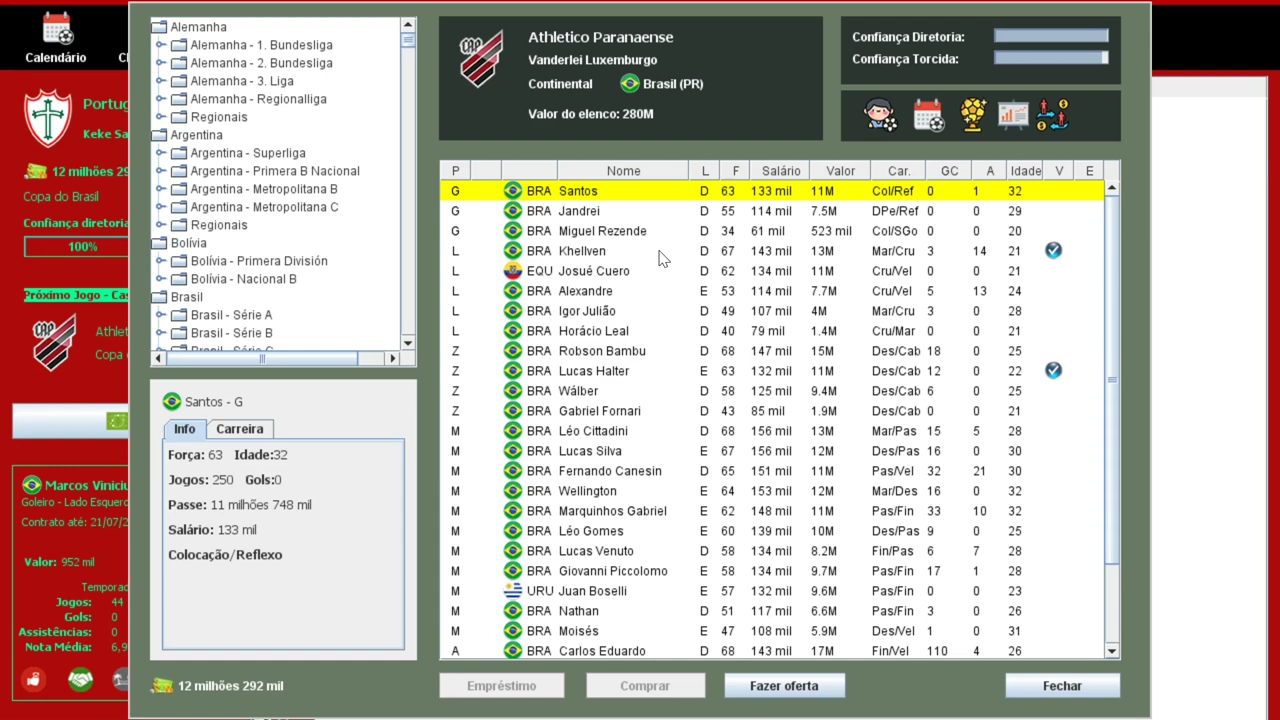 Calendário
Portug
Keke Sa
12 milhões 29
Copa do Brasil
Confiança diretoria
100%
Próximo Jogo - Cas
Athlet
Copa
Marcos Viniciu
Goleiro - Lado Esquero
Contrato até: 21/07/2
Valor: 952 mil
Temporac
Jogos: 44
Gols: 0
Assistências: 0
Nota Média: 6,9
Alemanha
Alemanha - 1. Bundesliga
Alemanha - 2. Bundesliga
Alemanha - 3. Liga
Alemanha - Regionalliga
Regionais
Argentina
Argentina - Superliga
Argentina - Primera B Nacional
Argentina - Metropolitana B
Argentina - Metropolitana C
Regionais
Bolívia
Bolívia - Primera División
Bolívia - Nacional B
Brasil
Brasil - Série A
Brasil - Série B
Santos - G
Info Carreira
Força: 63 Idade:32
Jogos: 250 Gols:0
Passe: 11 milhões 748 mil
Salário: 133 mil
Colocação/Reflexo
12 milhões 292 mil
CAP
Athletico Paranaense
Vanderlei Luxemburgo
Continental Brasil (PR)
Valor do elenco: 280M
Confiança Diretoria:
Confiança Torcida:
P Nome L F Salário Valor Car. GC A Idade V E
G BRA Santos D 63 133 mil 11M Col/Ref 0 1 32
G BRA Jandrei D 55 114 mil 7.5M DPe/Ref 0 0 29
G BRA Miguel Rezende D 34 61 mil 523 mil Col/SGo 0 0 20
L BRA Khellven D 67 143 mil 13M Mar/Cru 3 14 21
L EQU Josué Cuero D 62 134 mil 11M Cru/Vel 0 0 21
L BRA Alexandre E 53 114 mil 7.7M Cru/Vel 5 13 24
L BRA Igor Julião D 49 107 mil 4M Mar/Cru 3 0 28
L BRA Horácio Leal D 40 79 mil 1.4M Cru/Mar 0 0 21
Z BRA Robson Bambu D 68 147 mil 15M Des/Cab 18 0 25
Z BRA Lucas Halter E 63 132 mil 11M Des/Cab 12 0 22
Z BRA Wálber D 58 125 mil 9.4M Des/Cab 6 0 25
Z BRA Gabriel Fornari D 43 85 mil 1.9M Des/Cab 0 0 21
M BRA Léo Cittadini D 68 156 mil 13M Mar/Pas 15 5 28
M BRA Lucas Silva E 67 156 mil 12M Des/Pas 16 0 30
M BRA Fernando Canesin D 65 151 mil 11M Pas/Vel 32 21 30
M BRA Wellington E 64 153 mil 12M Mar/Des 16 0 32
M BRA Marquinhos Gabriel E 62 148 mil 11M Pas/Fin 33 10 32
M BRA Léo Gomes E 60 139 mil 10M Des/Pas 9 0 25
M BRA Lucas Venuto D 58 134 mil 8.2M Fin/Pas 6 7 28
M BRA Giovanni Piccolomo E 58 134 mil 9.7M Pas/Fin 17 1 28
M URU Juan Boselli E 57 132 mil 9.6M Pas/Fin 0 0 23
M BRA Nathan D 51 117 mil 6.6M Pas/Fin 3 0 26
M BRA Moisés E 47 108 mil 5.9M Des/Vel 1 0 31
A BRA Carlos Eduardo D 68 143 mil 17M Fin/Vel 110 4 26
Empréstimo Comprar Fazer oferta Fechar